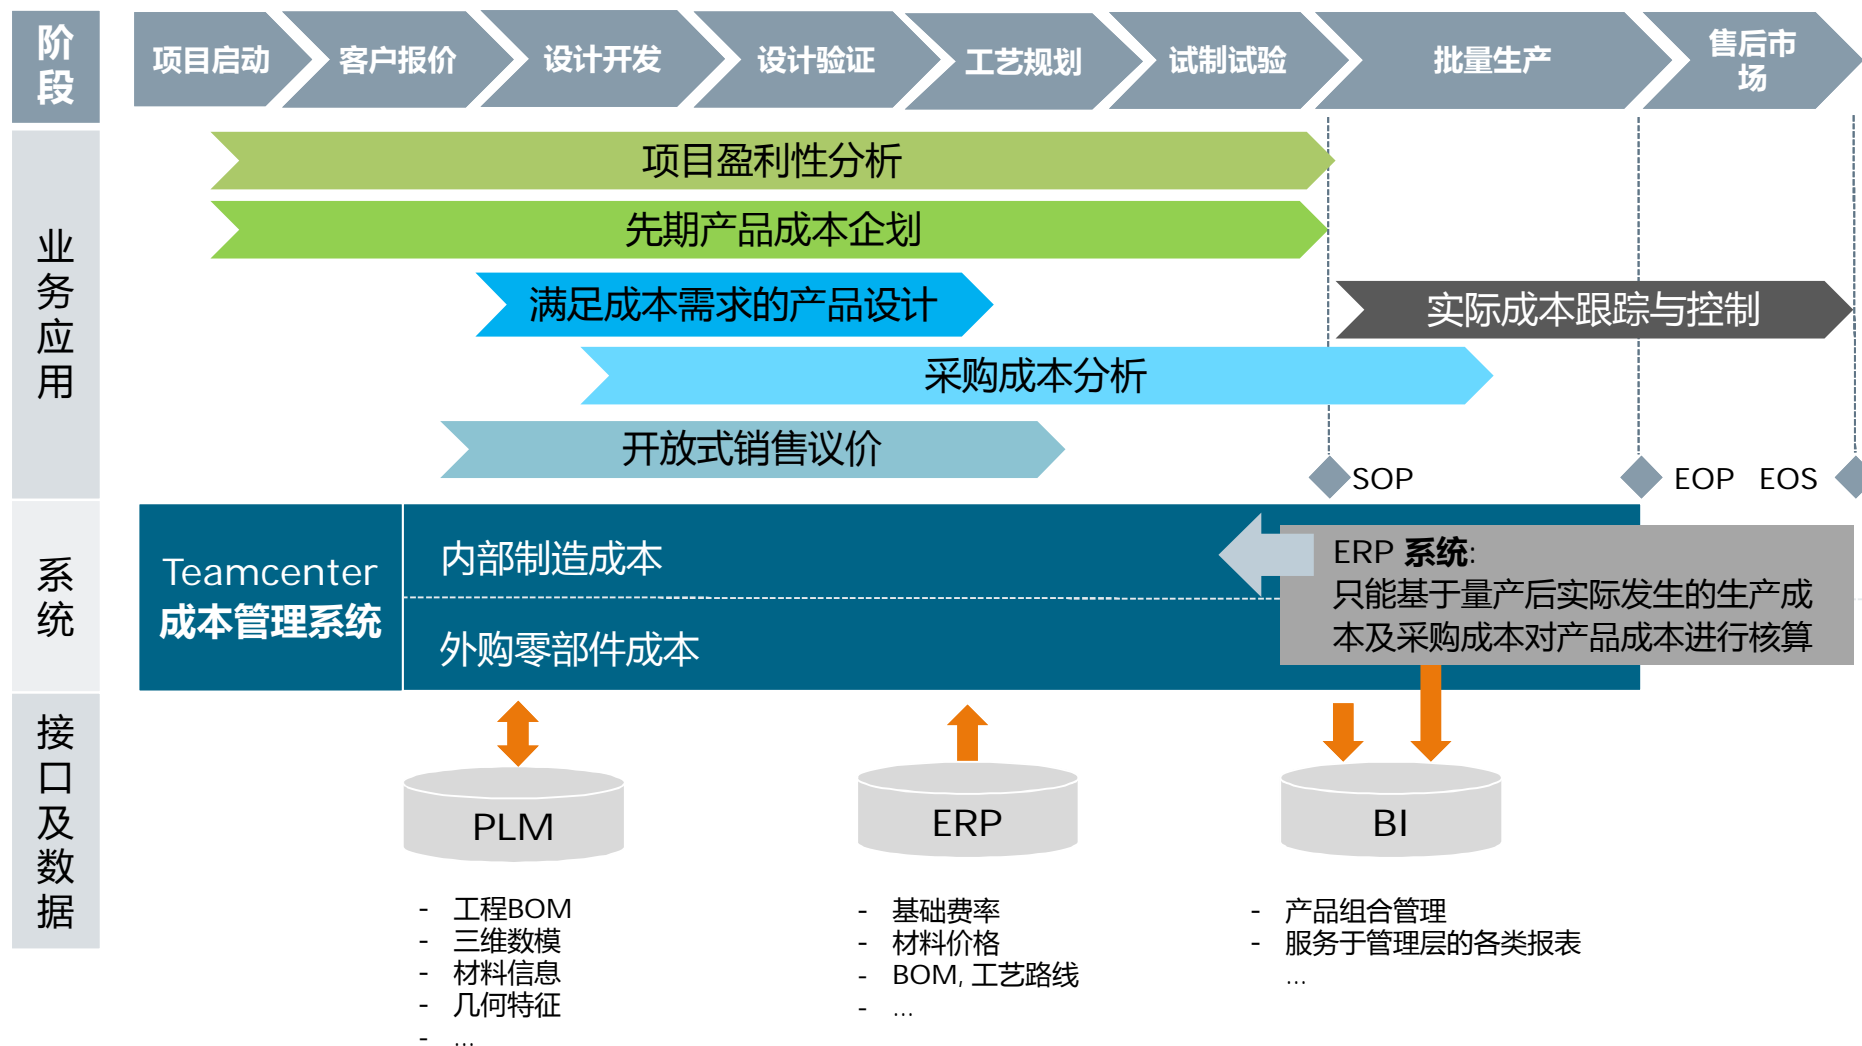 阶
段
项目启动
客户报价
设计开发
设计验证
工艺规划
试制试验
批量生产
售后市
场
业
务
应
用
项目盈利性分析
先期产品成本企划
满足成本需求的产品设计
实际成本跟踪与控制
采购成本分析
开放式销售议价
SOP
EOP
EOS
系
统
Teamcenter
成本管理系统
内部制造成本
外购零部件成本
ERP 系统:
只能基于量产后实际发生的生产成
本及采购成本对产品成本进行核算
接
口
及
数
据
PLM
ERP
BI
- 工程BOM
- 三维数模
- 材料信息
- 几何特征
- ...
- 基础费率
- 材料价格
- BOM, 工艺路线
- ...
- 产品组合管理
- 服务于管理层的各类报表
...